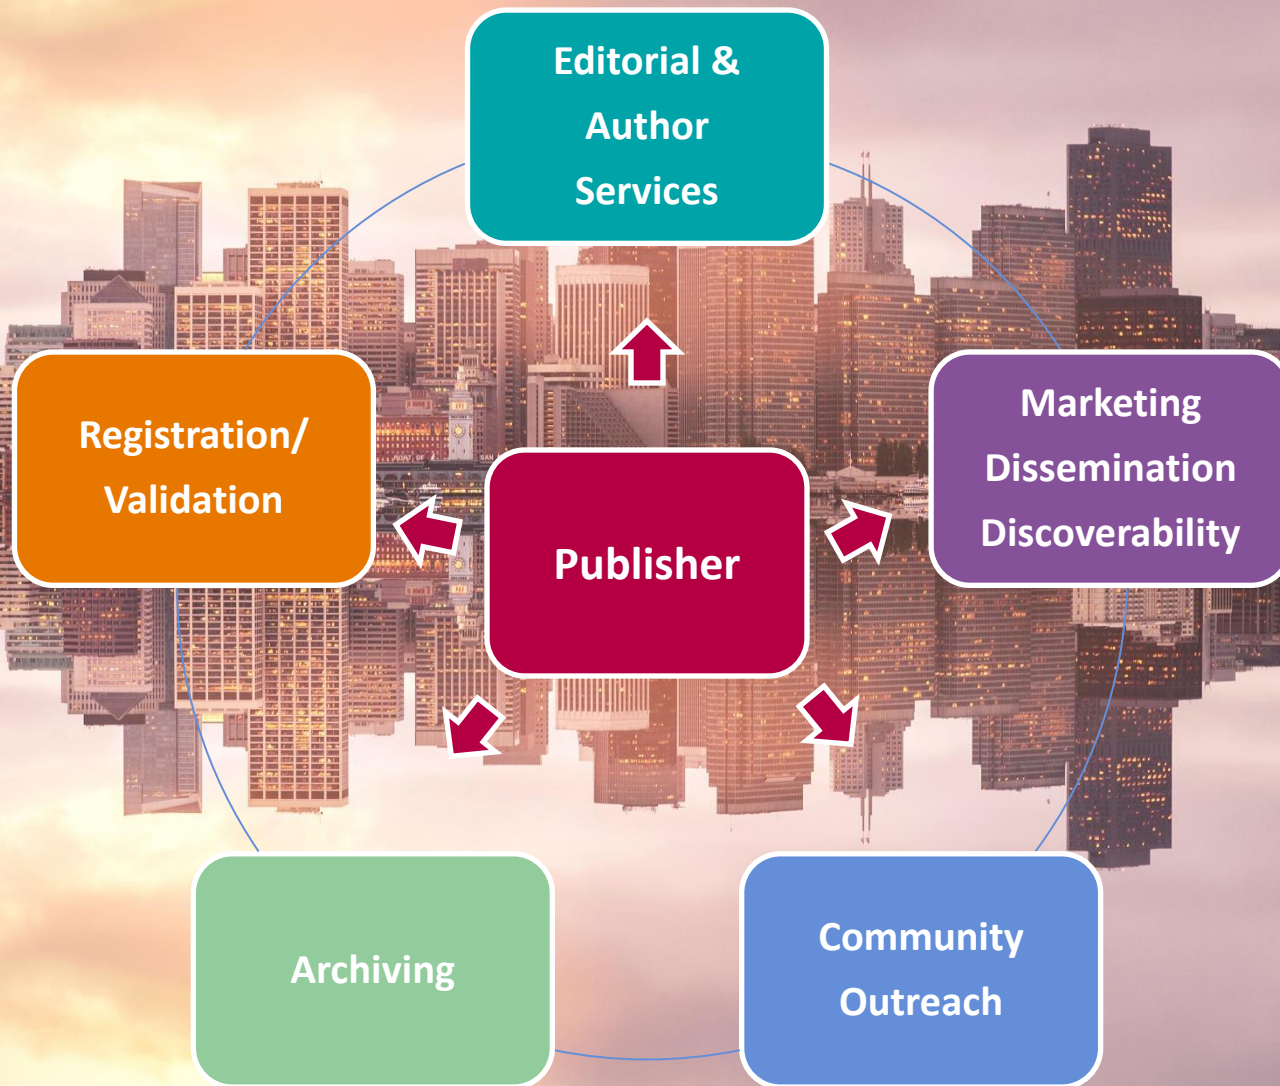 Editorial &
Author
Services
Registration/
Validation
Marketing
Dissemination
Discoverability
Publisher
Archiving
Community
Outreach